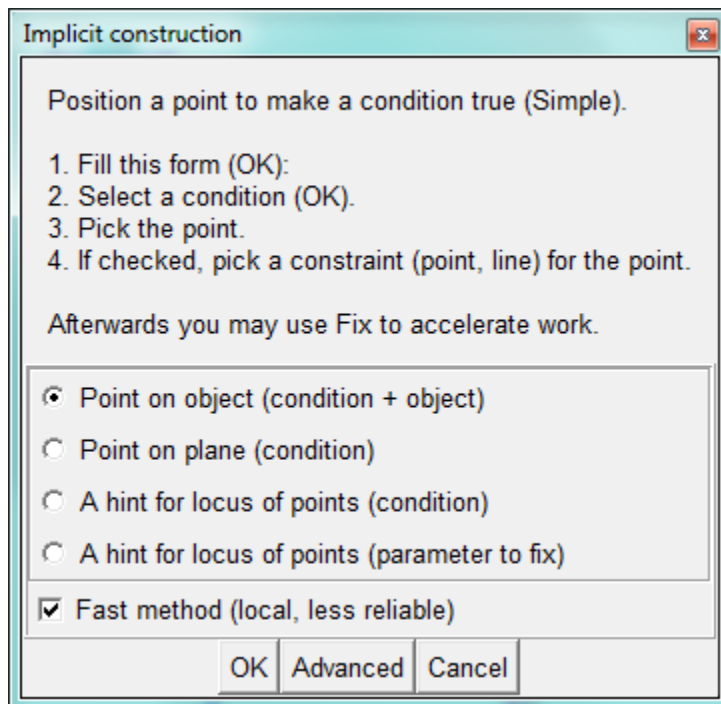 Implicit construction
Position a point to make a condition true (Simple).
1. Fill this form (OK):
2. Select a condition (OK).
3. Pick the point.
4. If checked, pick a constraint (point, line) for the point.
Afterwards you may use Fix to accelerate work.
Point on object (condition + object)
Point on plane (condition)
A hint for locus of points (condition)
A hint for locus of points (parameter to fix)
Fast method (local, less reliable)
OK Advanced Cancel